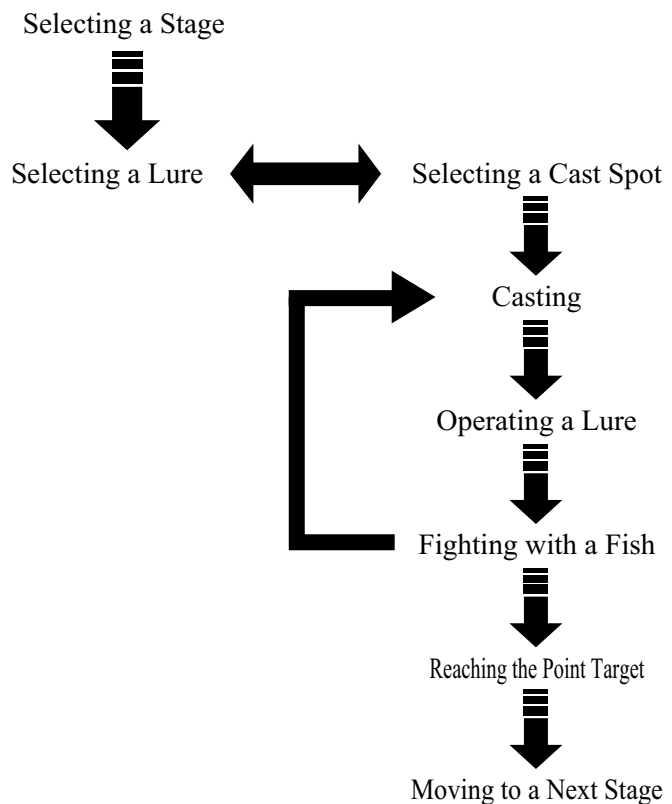 Selecting a Stage
Selecting a Lure
Selecting a Cast Spot
Casting
Operating a Lure
Fighting with a Fish
Reaching the Point Target
Moving to a Next Stage